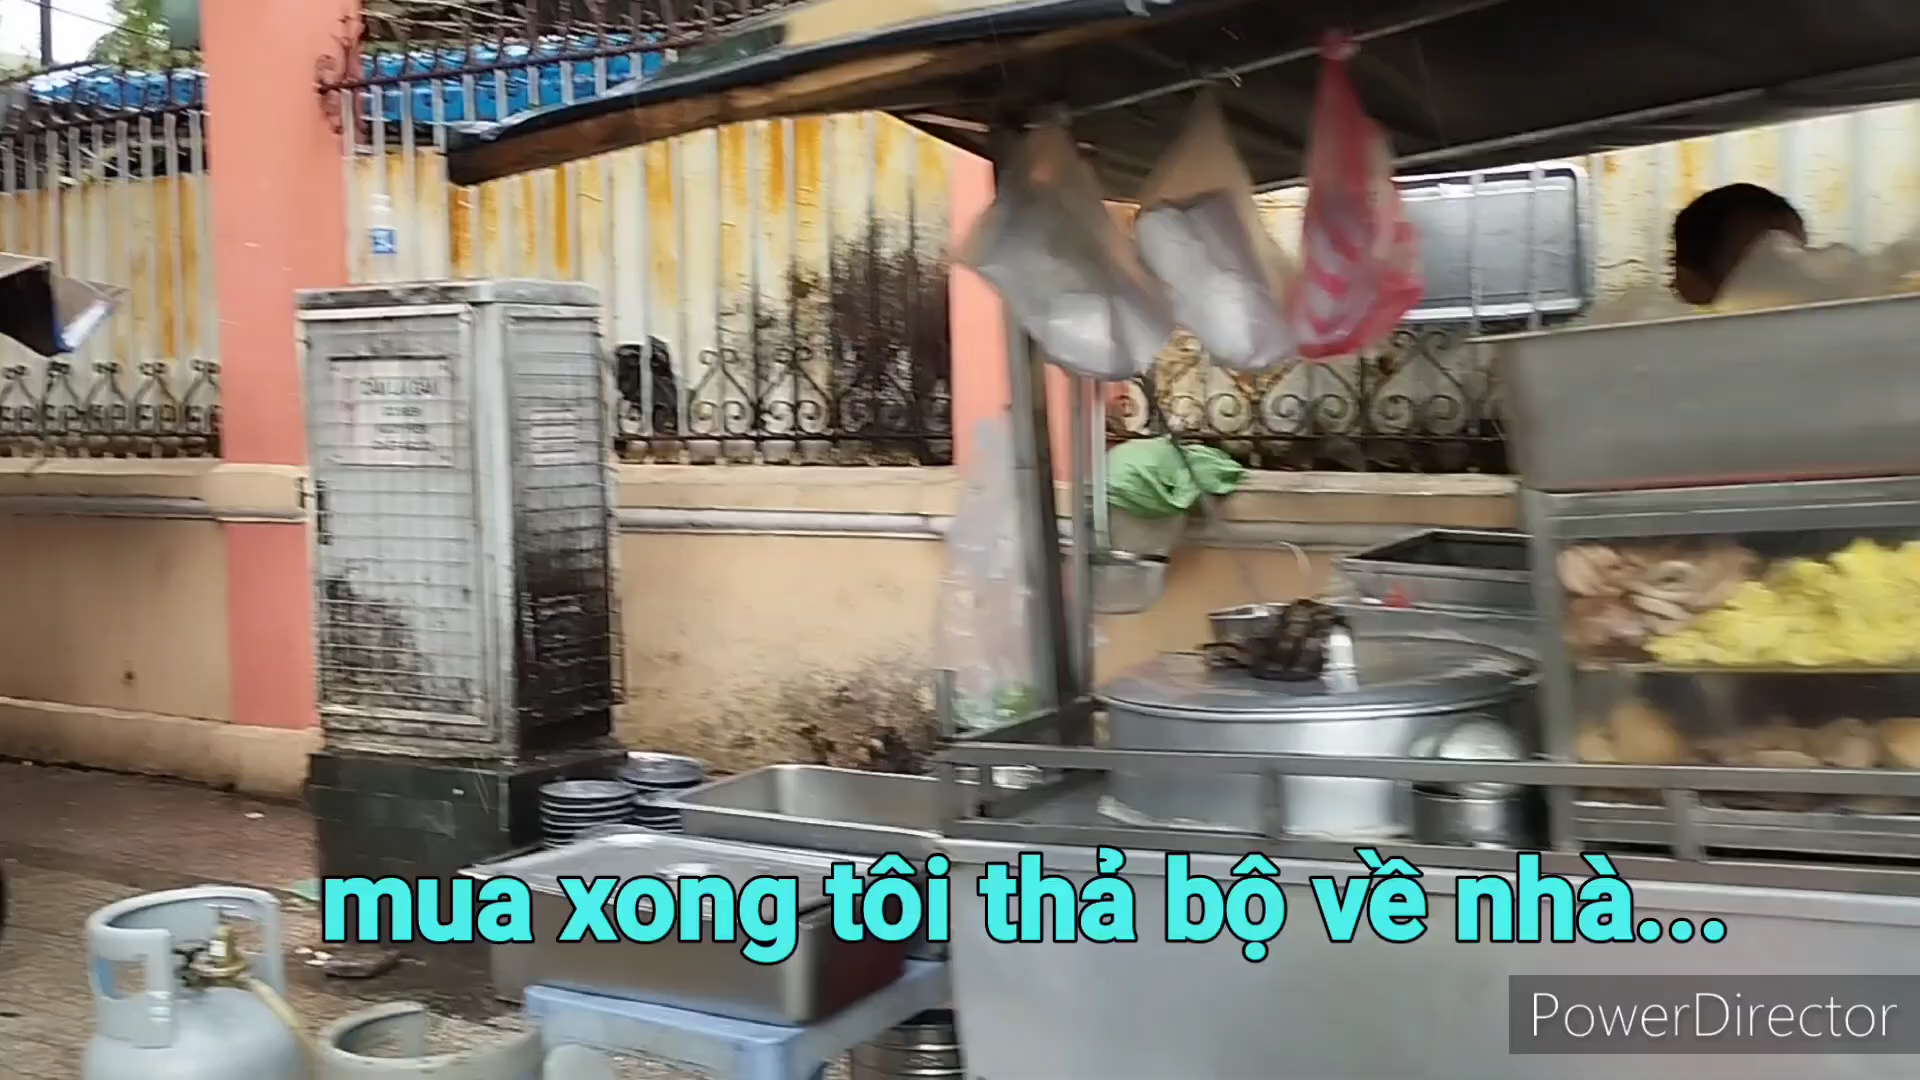 mua xong tôi thả bộ về nhà...
PowerDirector